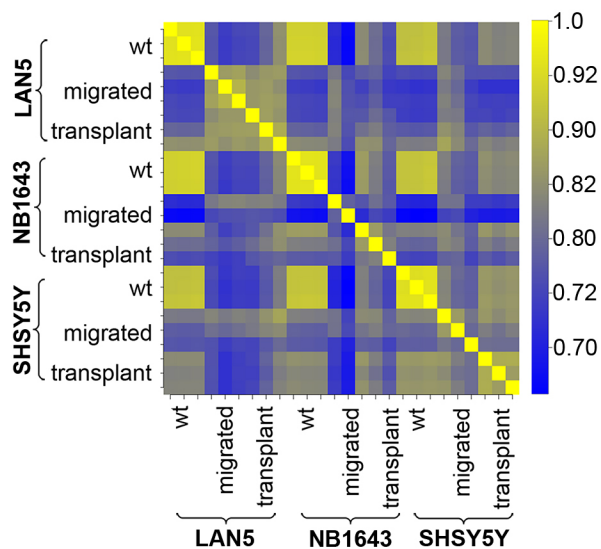 LAN5
wt
migrated
transplant
NB1643
wt
migrated
transplant
SHSY5Y
wt
migrated
transplant
1.0
0.92
0.90
0.82
0.80
0.72
0.70
wt
migrated
transplant
wt
migrated
transplant
wt
migrated
transplant
LAN5
NB1643
SHSY5Y